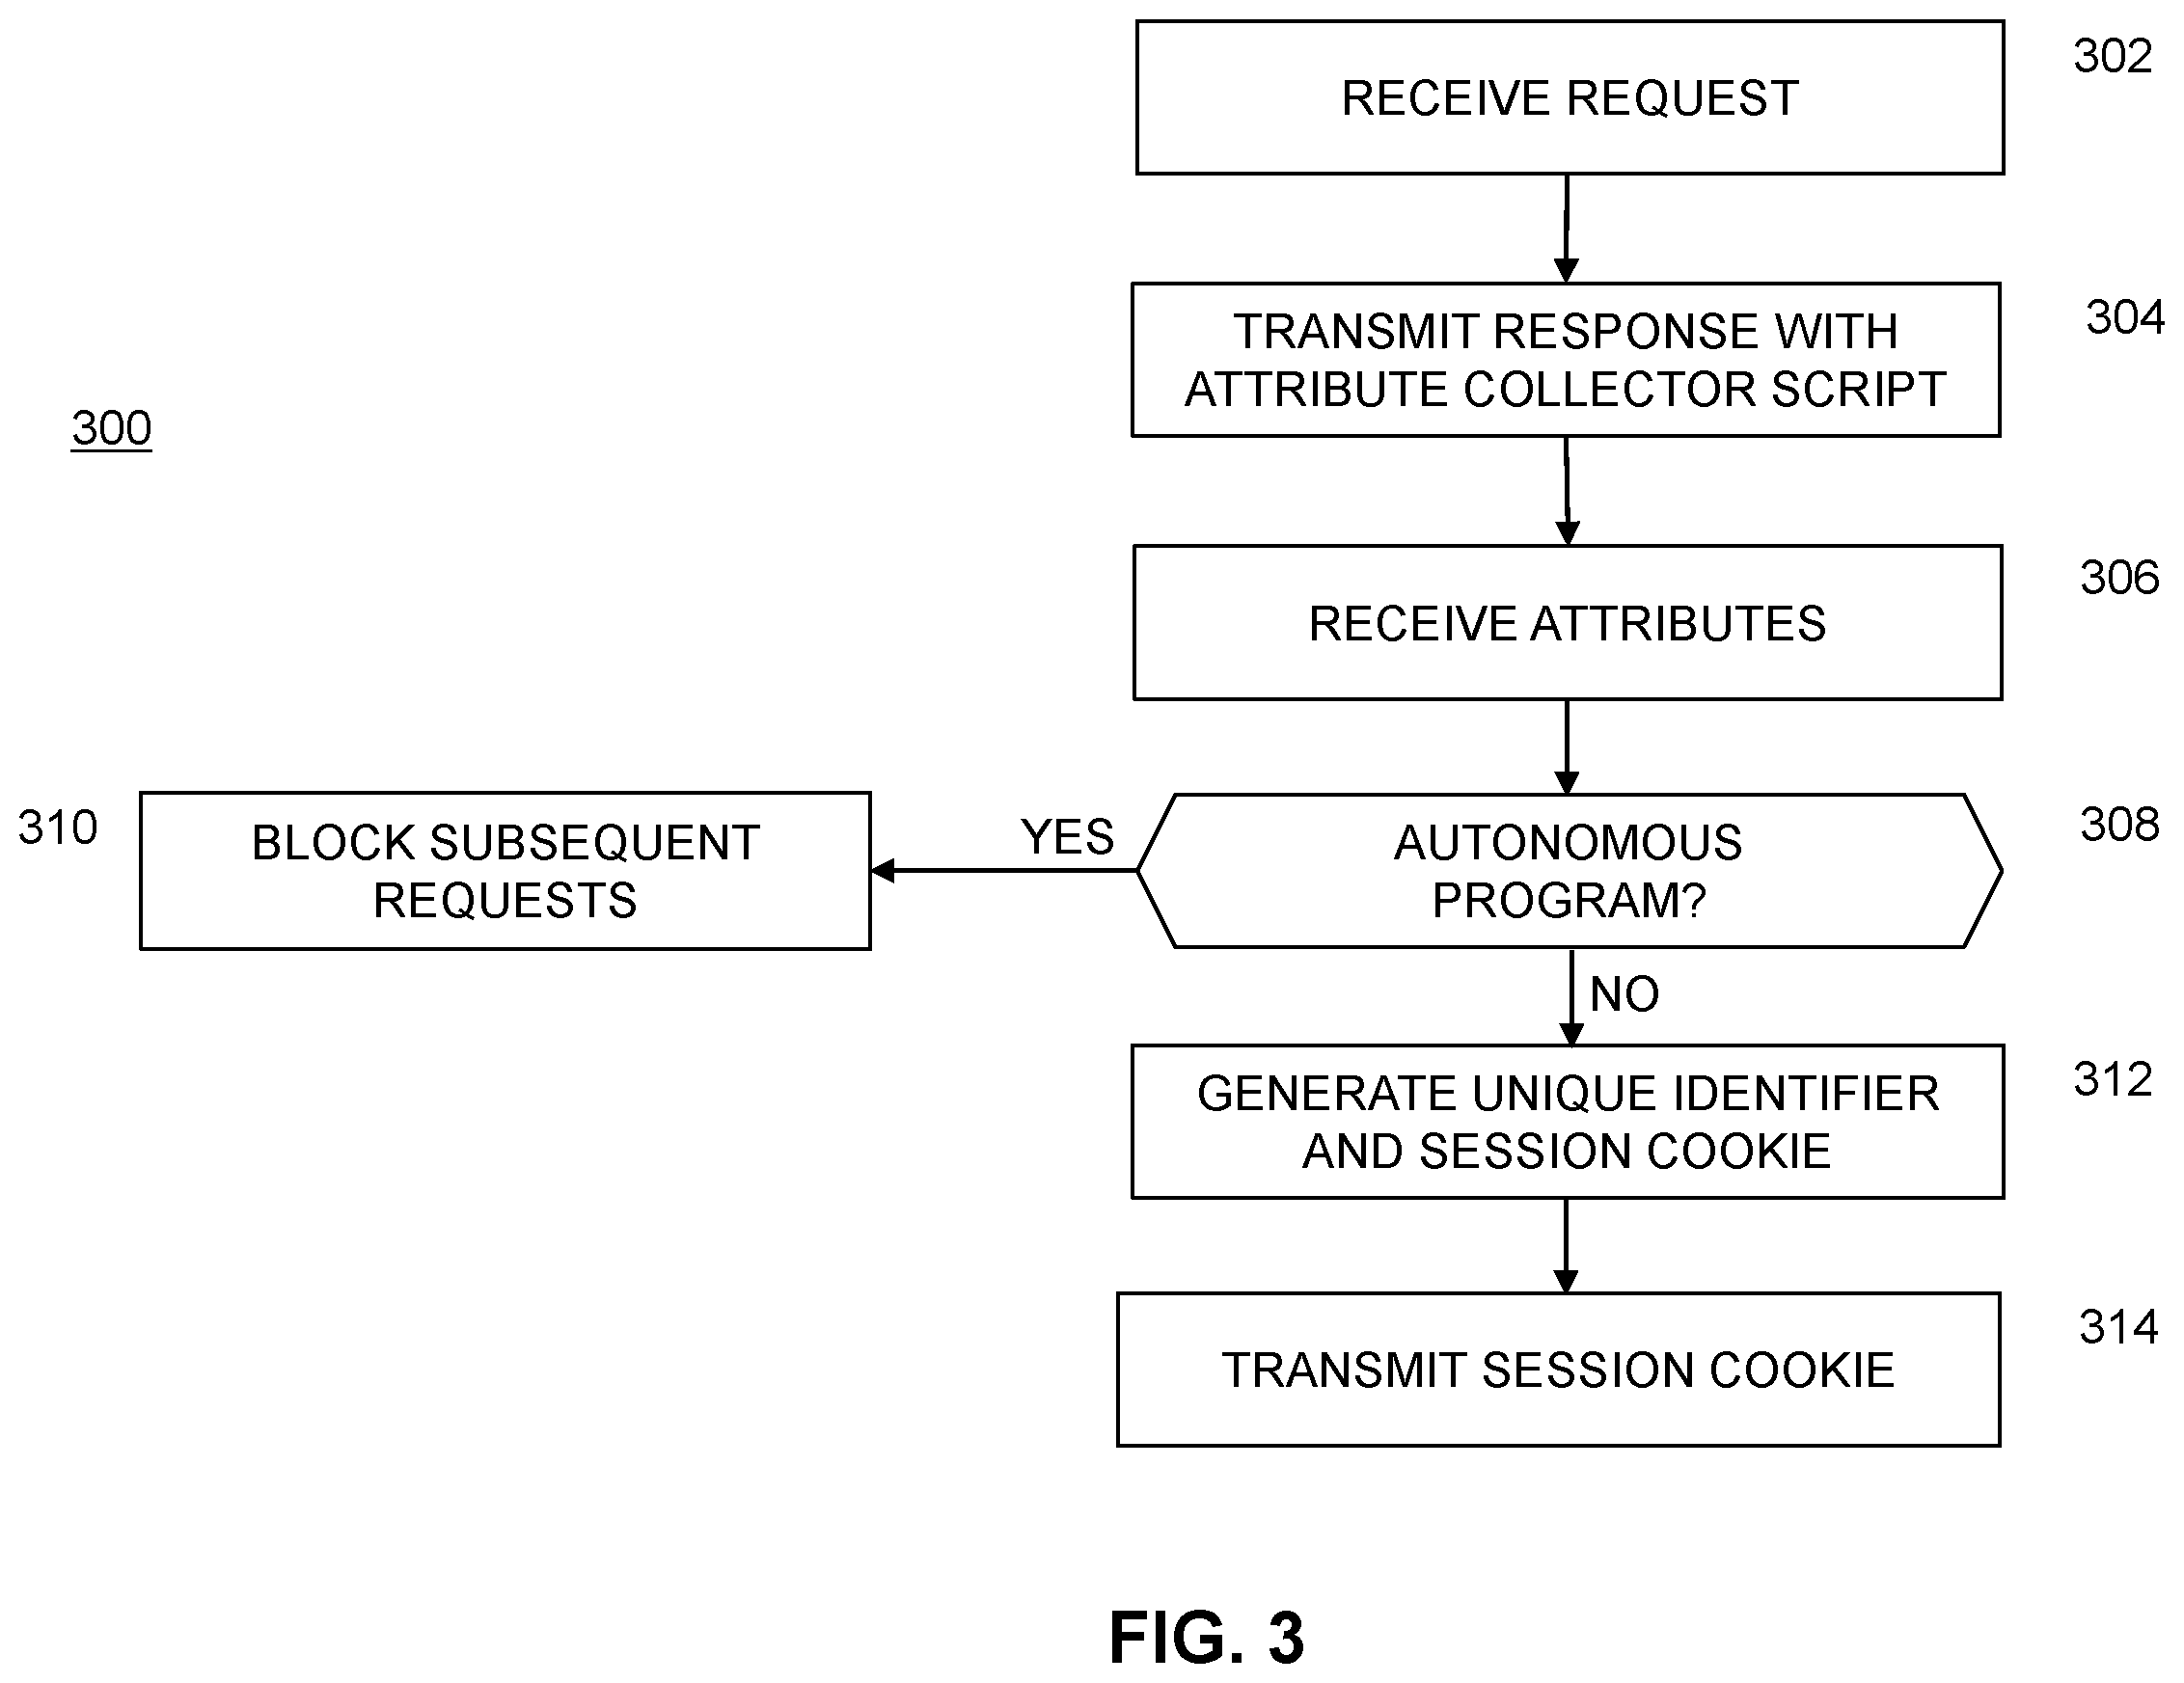 302
RECEIVE REQUEST
304
TRANSMIT RESPONSE WITH
ATTRIBUTE COLLECTOR SCRIPT
300
306
RECEIVE ATTRIBUTES
310
BLOCK SUBSEQUENT
REQUESTS
YES
308
AUTONOMOUS
PROGRAM?
NO
312
GENERATE UNIQUE IDENTIFIER
AND SESSION COOKIE
314
TRANSMIT SESSION COOKIE
FIG. 3